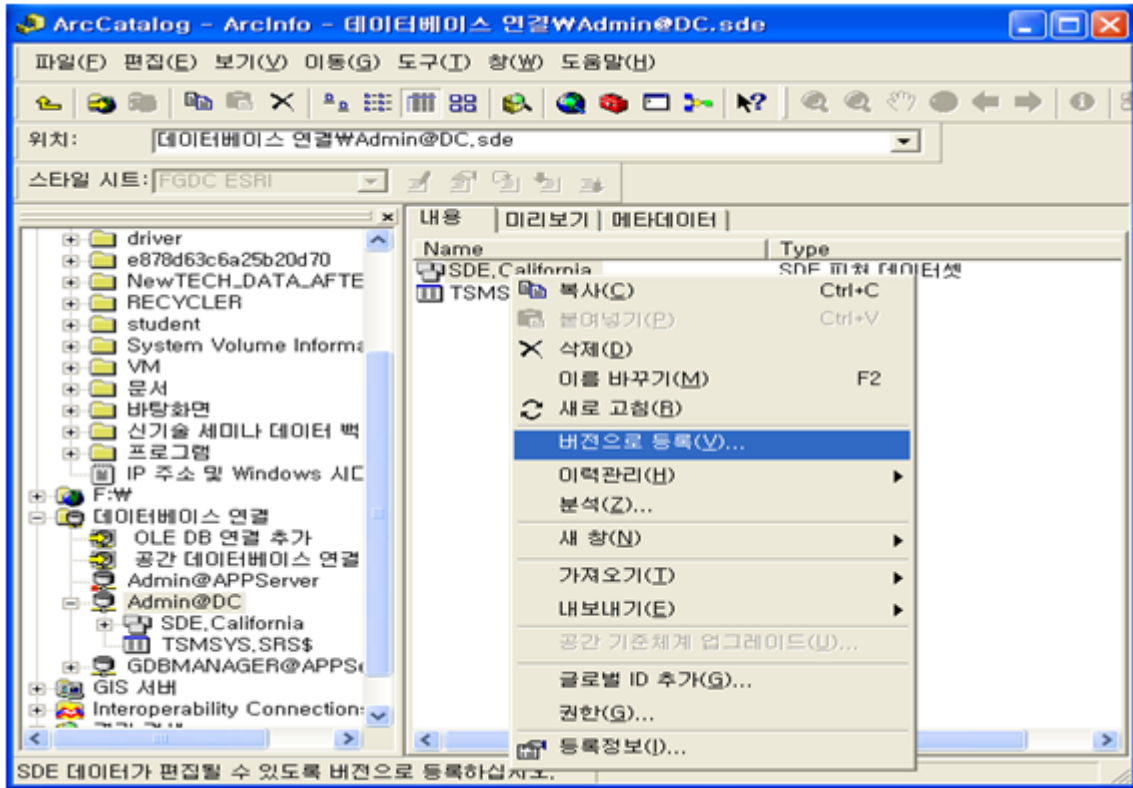 ArcCatalog - ArcInfo - 데이터베이스 연결₩Admin@DC.sde
파일(F) 편집(E) 보기(V) 이동(G) 도구(T) 창(W) 도움말(H)
위치: 데이터베이스 연결₩Admin@DC.sde
스타일 시트: FGDC ESRI
driver
e878d63c6a25b20d70
NewTECH_DATA_AFTE
RECYCLER
student
System Volume Informa
VM
문서
바탕화면
신기술 세미나 데이터 백
프로그램
IP 주소 및 Windows 시디
F:₩
데이터베이스 연결
OLE DB 연결 추가
공간 데이터베이스 연결
Admin@APPServer
Admin@DC
SDE.California
TSMSYS.SRS$
GDBMANAGER@APPSe
GIS 서버
Interoperability Connection
내용 미리보기 메타데이터
Name Type
SDE.California SDE 피쳐 데이터셋
TSMS
복사(C) Ctrl+C
붙여넣기(P) Ctrl+V
삭제(D)
이름 바꾸기(M) F2
새로 고침(R)
버전으로 등록(V)...
이력관리(H)
분석(Z)...
새 창(N)
가져오기(T)
내보내기(E)
공간 기준체계 업그레이드(U)...
글로벌 ID 추가(G)...
권한(G)...
등록정보(I)...
SDE 데이터가 편집될 수 있도록 버전으로 등록하십시오.